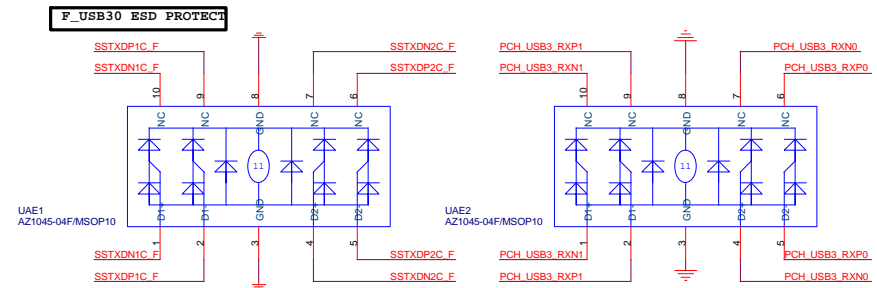 F_USB30 ESD PROTECT
SSTXDP1C_F
SSTXDN2C_F
PCH_USB3_RXP1
PCH_USB3_RXN0
SSTXDN1C_F
SSTXDP2C_F
PCH_USB3_RXN1
PCH_USB3_RXP0
10 9 8 7 6
10 9 8 7 6
NC NC GND NC NC
NC NC GND NC NC
11
11
UAE1
AZ1045-04F/MSOP10
D1+ D1- GND D2+ D2-
UAE2
AZ1045-04F/MSOP10
D1+ D1- GND D2+ D2-
1 2 3 4 5
1 2 3 4 5
SSTXDN1C_F
SSTXDP2C_F
PCH_USB3_RXN1
PCH_USB3_RXP0
SSTXDP1C_F
SSTXDN2C_F
PCH_USB3_RXP1
PCH_USB3_RXN0